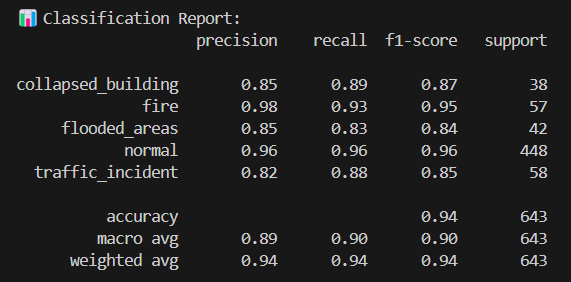 📊 Classification Report:
precision recall f1-score support
collapsed_building 0.85 0.89 0.87 38
fire 0.98 0.93 0.95 57
flooded_areas 0.85 0.83 0.84 42
normal 0.96 0.96 0.96 448
traffic_incident 0.82 0.88 0.85 58
accuracy 0.94 643
macro avg 0.89 0.90 0.90 643
weighted avg 0.94 0.94 0.94 643